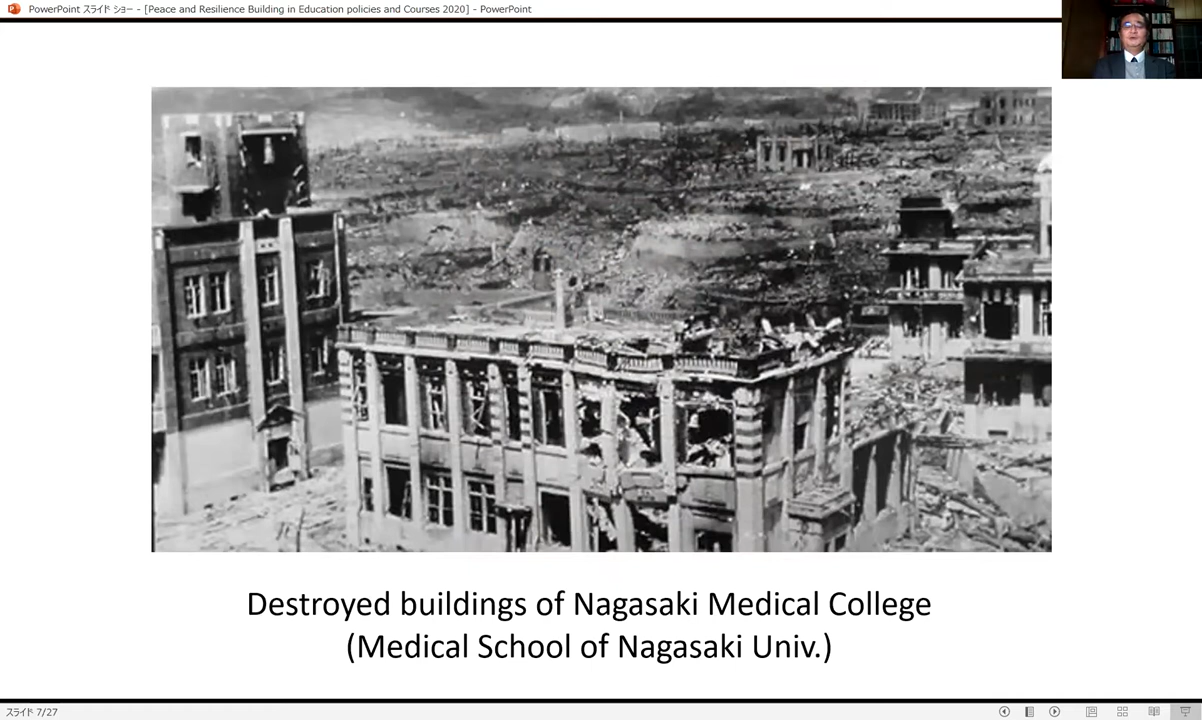 PowerPoint スライド ショー - [Peace and Resilience Building in Education policies and Courses 2020] - PowerPoint
Destroyed buildings of Nagasaki Medical College
(Medical School of Nagasaki Univ.)
スライド 7/27